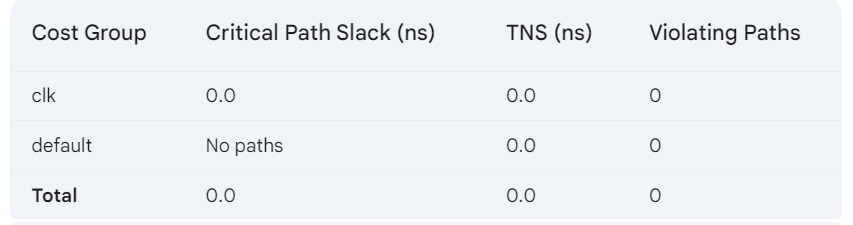 Cost Group Critical Path Slack (ns) TNS (ns) Violating Paths
clk 0.0 0.0 0
default No paths 0.0 0
Total 0.0 0.0 0